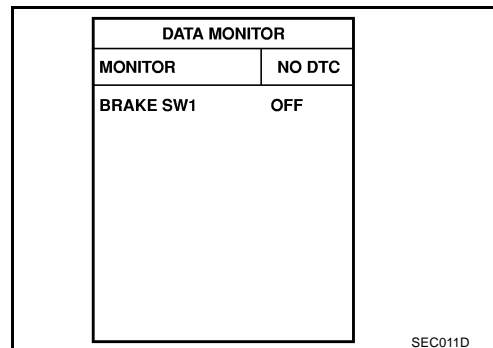 DATA MONITOR
MONITOR NO DTC
BRAKE SW1 OFF
SEC011D